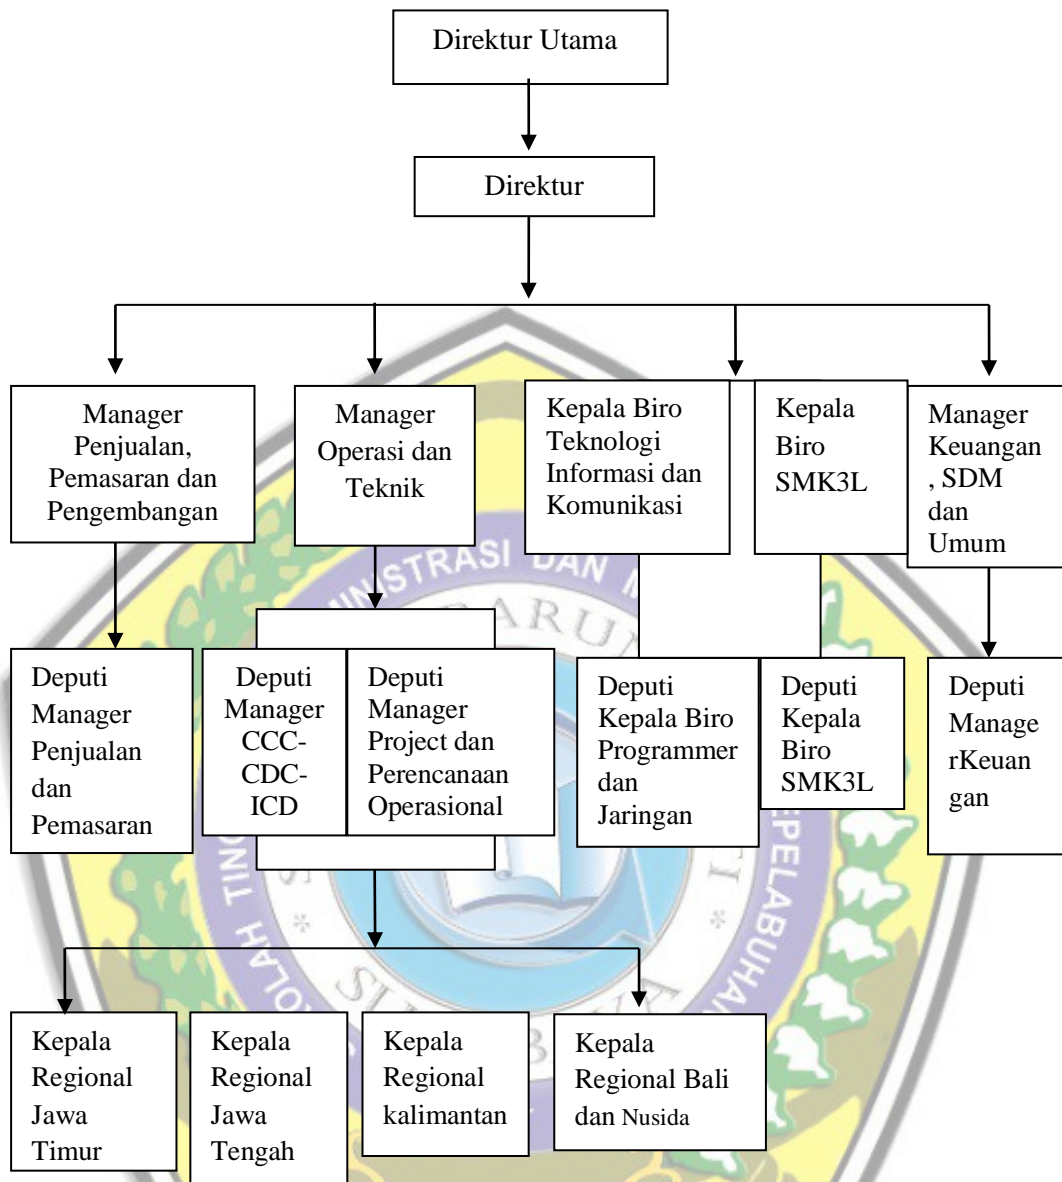 Direktur Utama
Direktur
Manager
Penjualan,
Pemasaran dan
Pengembangan
Manager
Operasi dan
Teknik
Kepala Biro
Teknologi
Informasi dan
Komunikasi
Kepala
Biro
SMK3L
Manager
Keuangan
, SDM
dan
Umum
Deputi
Manager
Penjualan
dan
Pemasaran
Deputi
Manager
CCC-
CDC-
ICD
Deputi
Manager
Project dan
Perencanaan
Operasional
Deputi
Kepala Biro
Programmer
dan
Jaringan
Deputi
Kepala
Biro
SMK3L
Deputi
Manage
rKeuan
gan
Kepala
Regional
Jawa
Timur
Kepala
Regional
Jawa
Tengah
Kepala
Regional
kalimantan
Kepala
Regional Bali
dan Nusida